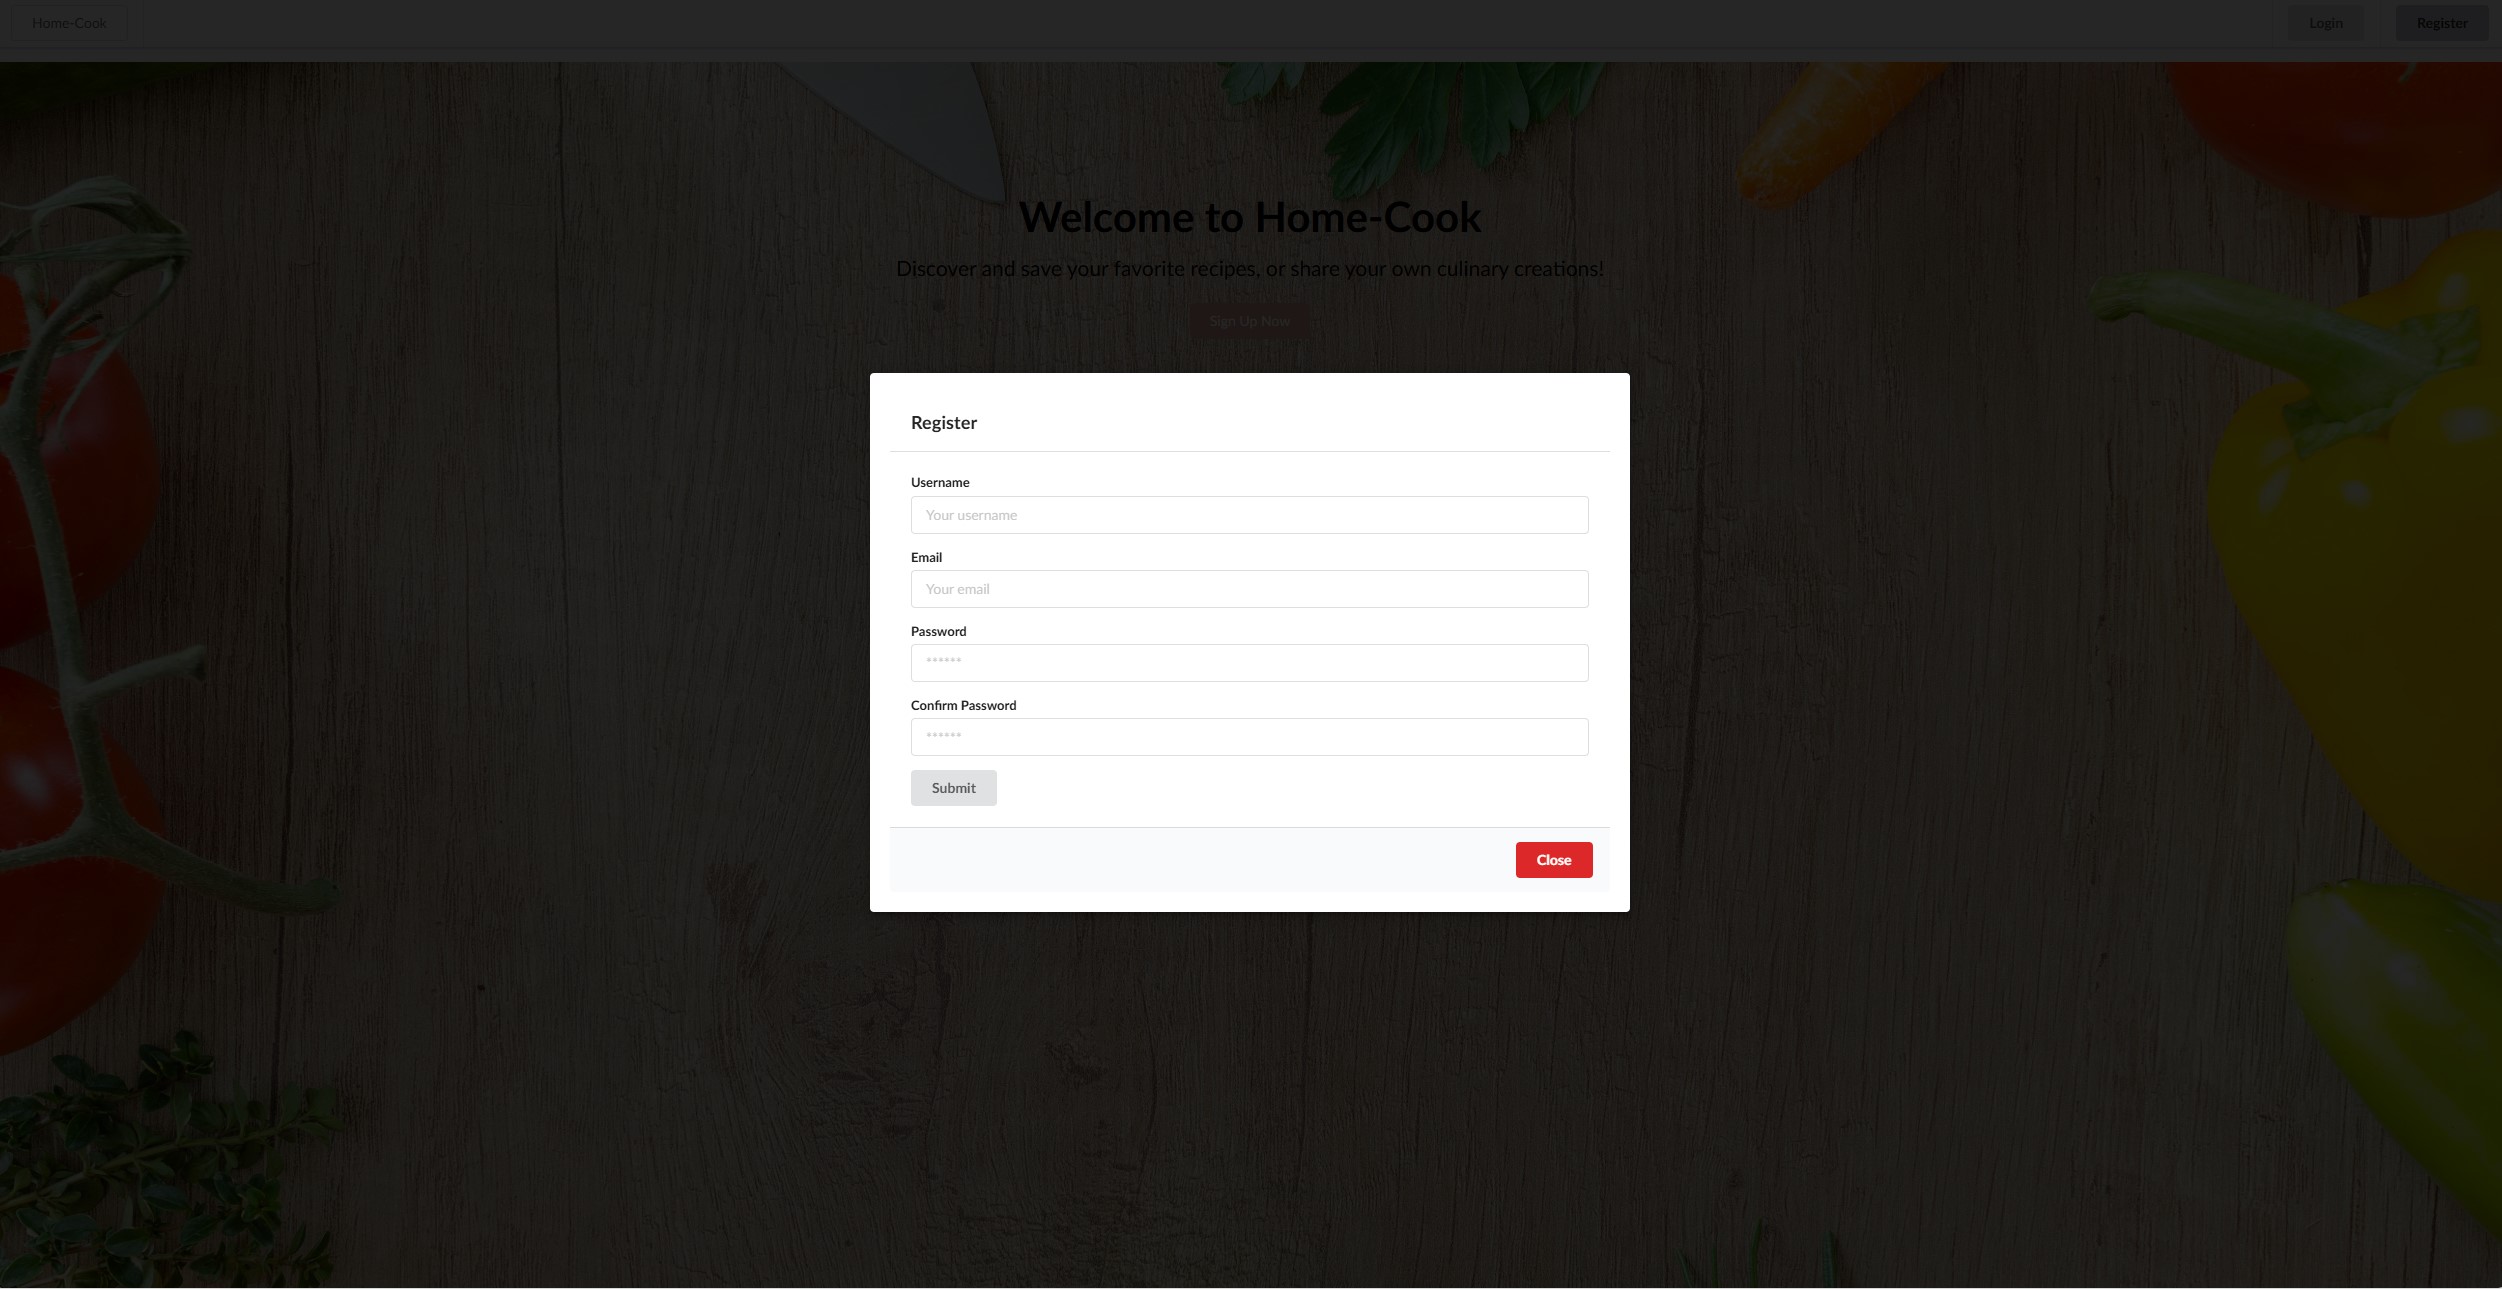 Home-Cook
Login
Register
Welcome to Home-Cook
Discover and save your favorite recipes, or share your own culinary creations!
Sign Up Now
Register
Username
Your username
Email
Your email
Password
******
Confirm Password
******
Submit
Close